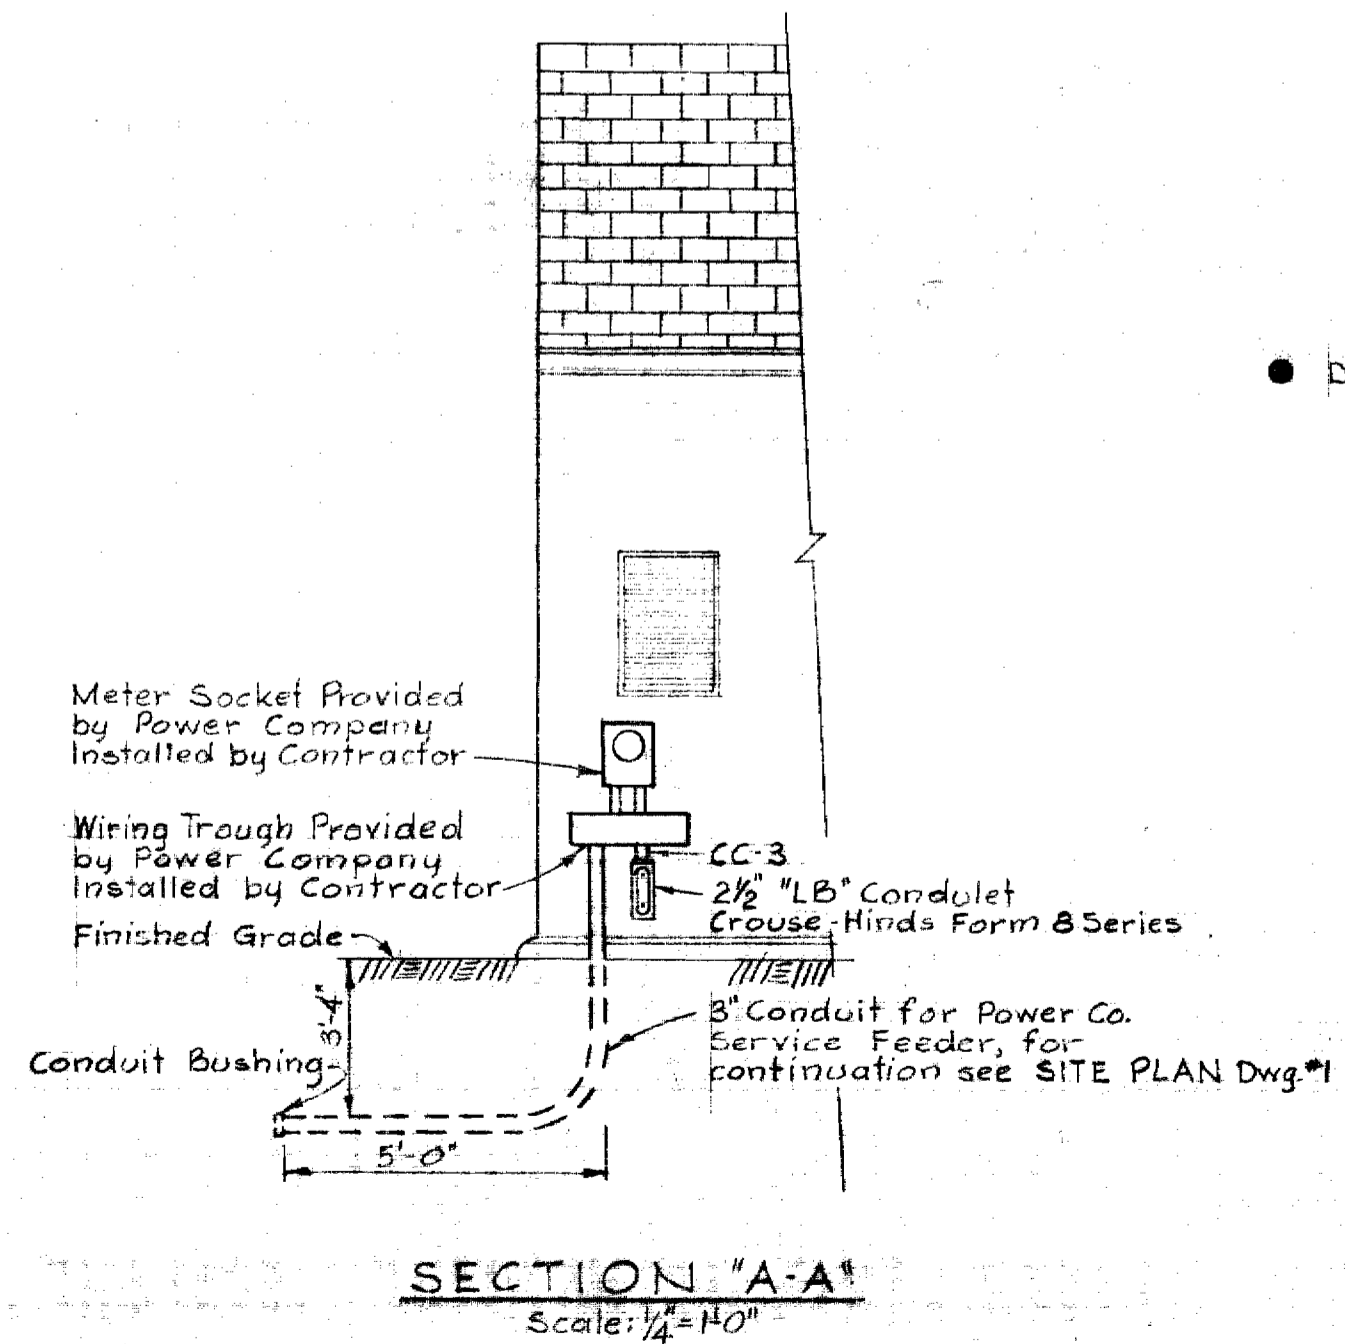 Meter Socket Provided
by Power Company
Installed by Contractor
Wiring Trough Provided
by Power Company
Installed by Contractor
CC-3
2½" "LB" Condulet
Crouse-Hinds Form 8 Series
Finished Grade
3'-4"
3" Conduit for Power Co.
Service Feeder, for
continuation see SITE PLAN Dwg.#1
Conduit Bushing
5'-0"
SECTION "A-A"
Scale: ¼"=1'-0"
D